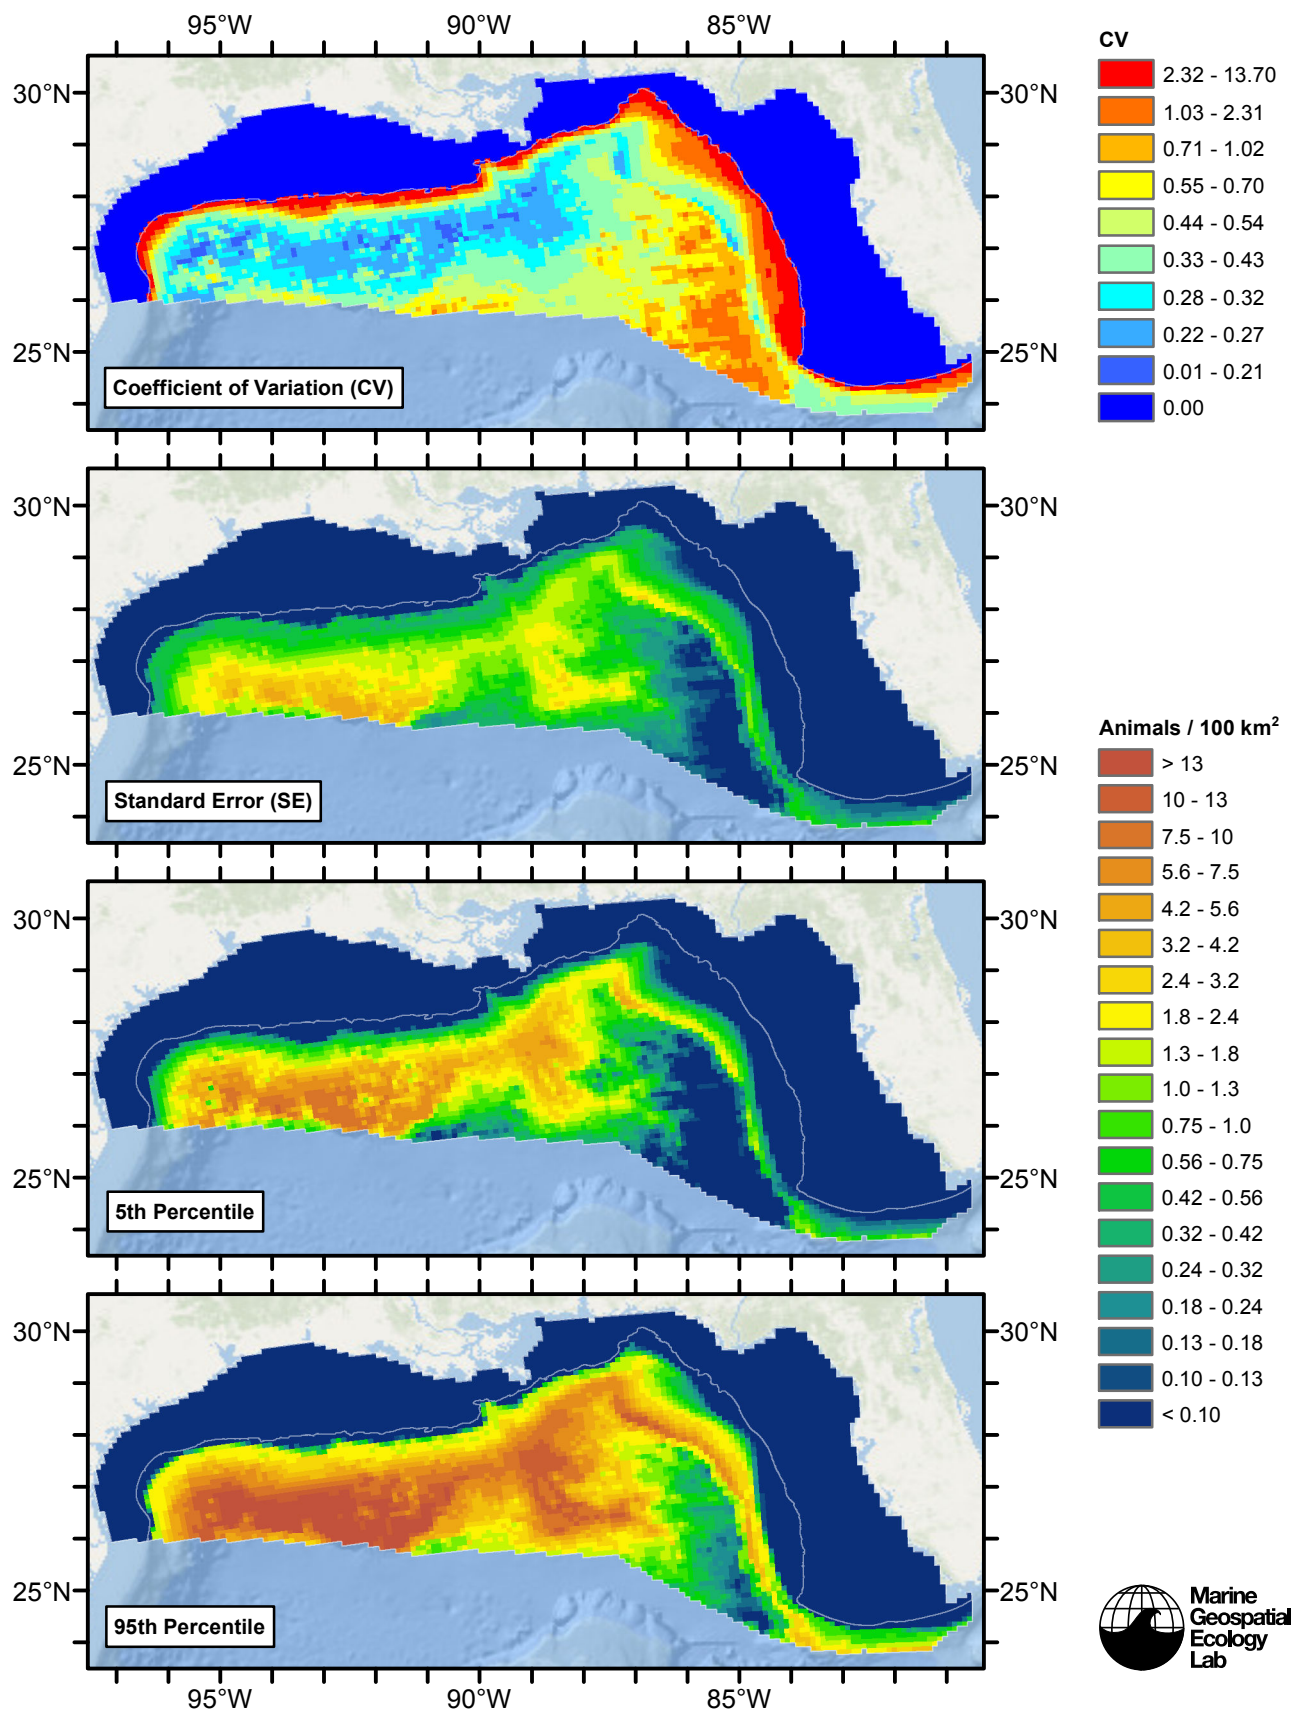 95°W 90°W 85°W
30°N 30°N
25°N 25°N
Coefficient of Variation (CV)
CV
2.32 - 13.70
1.03 - 2.31
0.71 - 1.02
0.55 - 0.70
0.44 - 0.54
0.33 - 0.43
0.28 - 0.32
0.22 - 0.27
0.01 - 0.21
0.00
30°N 30°N
25°N 25°N
Standard Error (SE)
30°N 30°N
25°N 25°N
5th Percentile
Animals / 100 km²
> 13
10 - 13
7.5 - 10
5.6 - 7.5
4.2 - 5.6
3.2 - 4.2
2.4 - 3.2
1.8 - 2.4
1.3 - 1.8
1.0 - 1.3
0.75 - 1.0
0.56 - 0.75
0.42 - 0.56
0.32 - 0.42
0.24 - 0.32
0.18 - 0.24
0.13 - 0.18
0.10 - 0.13
< 0.10
30°N 30°N
25°N 25°N
95th Percentile
95°W 90°W 85°W
Marine
Geospatial
Ecology
Lab